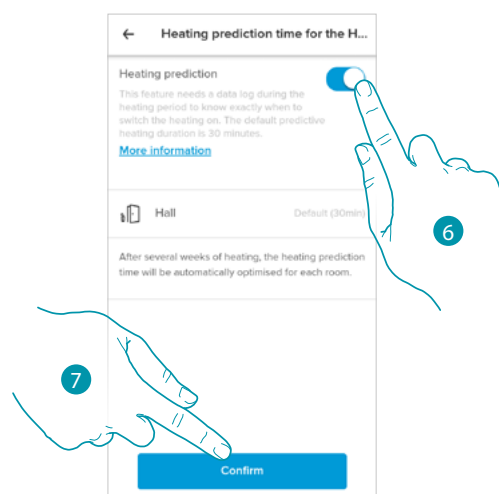 Heating prediction time for the H...
Heating prediction
This feature needs a data log during the
heating period to know exactly when to
switch the heating on. The default predictive
heating duration is 30 minutes.
More information
6
Hall Default (30min)
After several weeks of heating, the heating prediction
time will be automatically optimised for each room.
7
Confirm